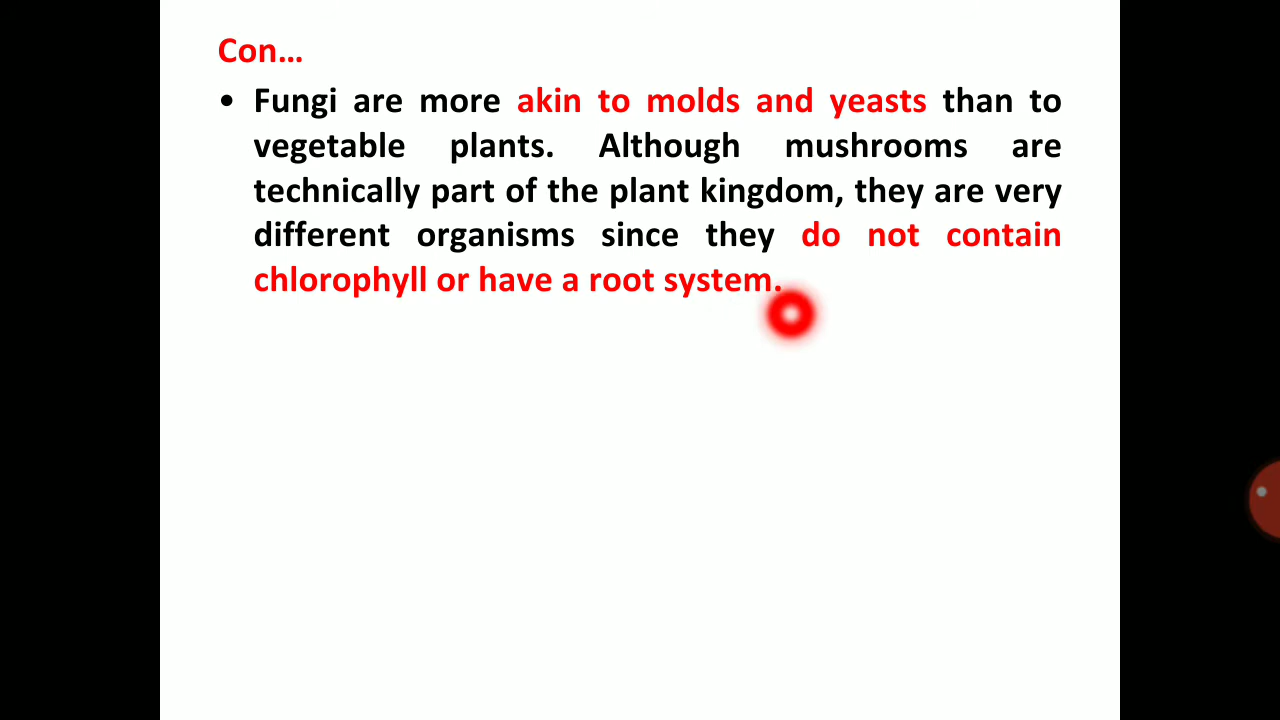 Con…
• Fungi are more akin to molds and yeasts than to
vegetable plants. Although mushrooms are
technically part of the plant kingdom, they are very
different organisms since they do not contain
chlorophyll or have a root system.